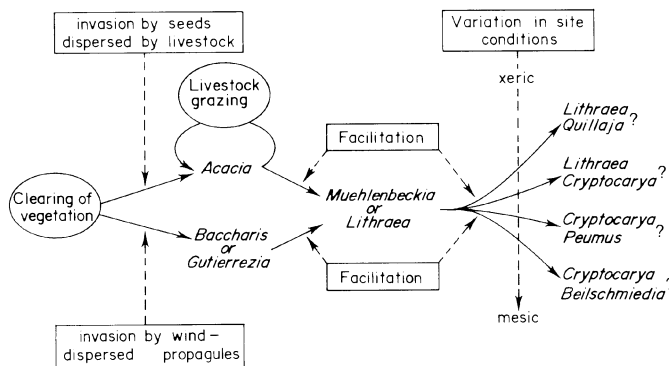 invasion by seeds
dispersed by livestock
Variation in site
conditions
Livestock
grazing
xeric
Lithraea
Quillaja ?
Facilitation
Acacia
Lithraea
Cryptocarya ?
Clearing of
vegetation
Muehlenbeckia
or
Lithraea
Baccharis
or
Gutierrezia
Cryptocarya
Peumus ?
Facilitation
Cryptocarya
Beilschmiedia
mesic
invasion by wind-
dispersed propagules